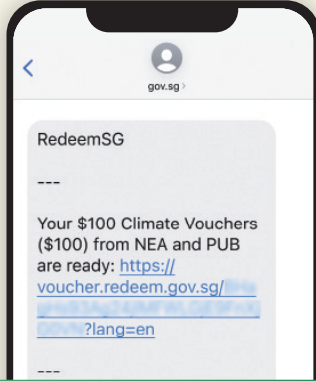 gov.sg >
RedeemSG
---
Your $100 Climate Vouchers
($100) from NEA and PUB
are ready: https://
voucher.redeem.gov.sg/
?lang=en
---